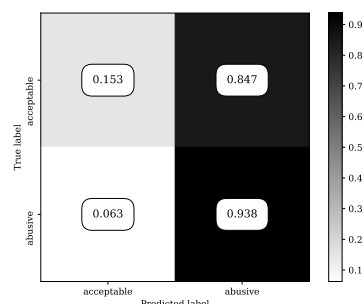 0.9
0.8
acceptable
0.153
0.847
0.7
0.6
True label
0.5
0.4
abusive
0.063
0.938
0.3
0.2
0.1
acceptable
abusive
Predicted label